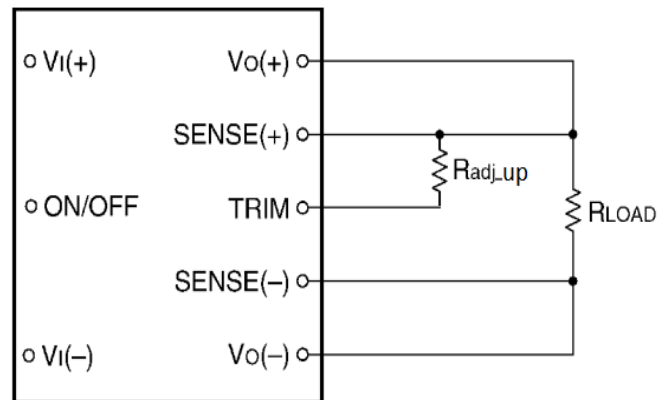 VI(+) VO(+)
SENSE(+)
Radj_up
ON/OFF TRIM RLOAD
SENSE(–)
VI(–) VO(–)